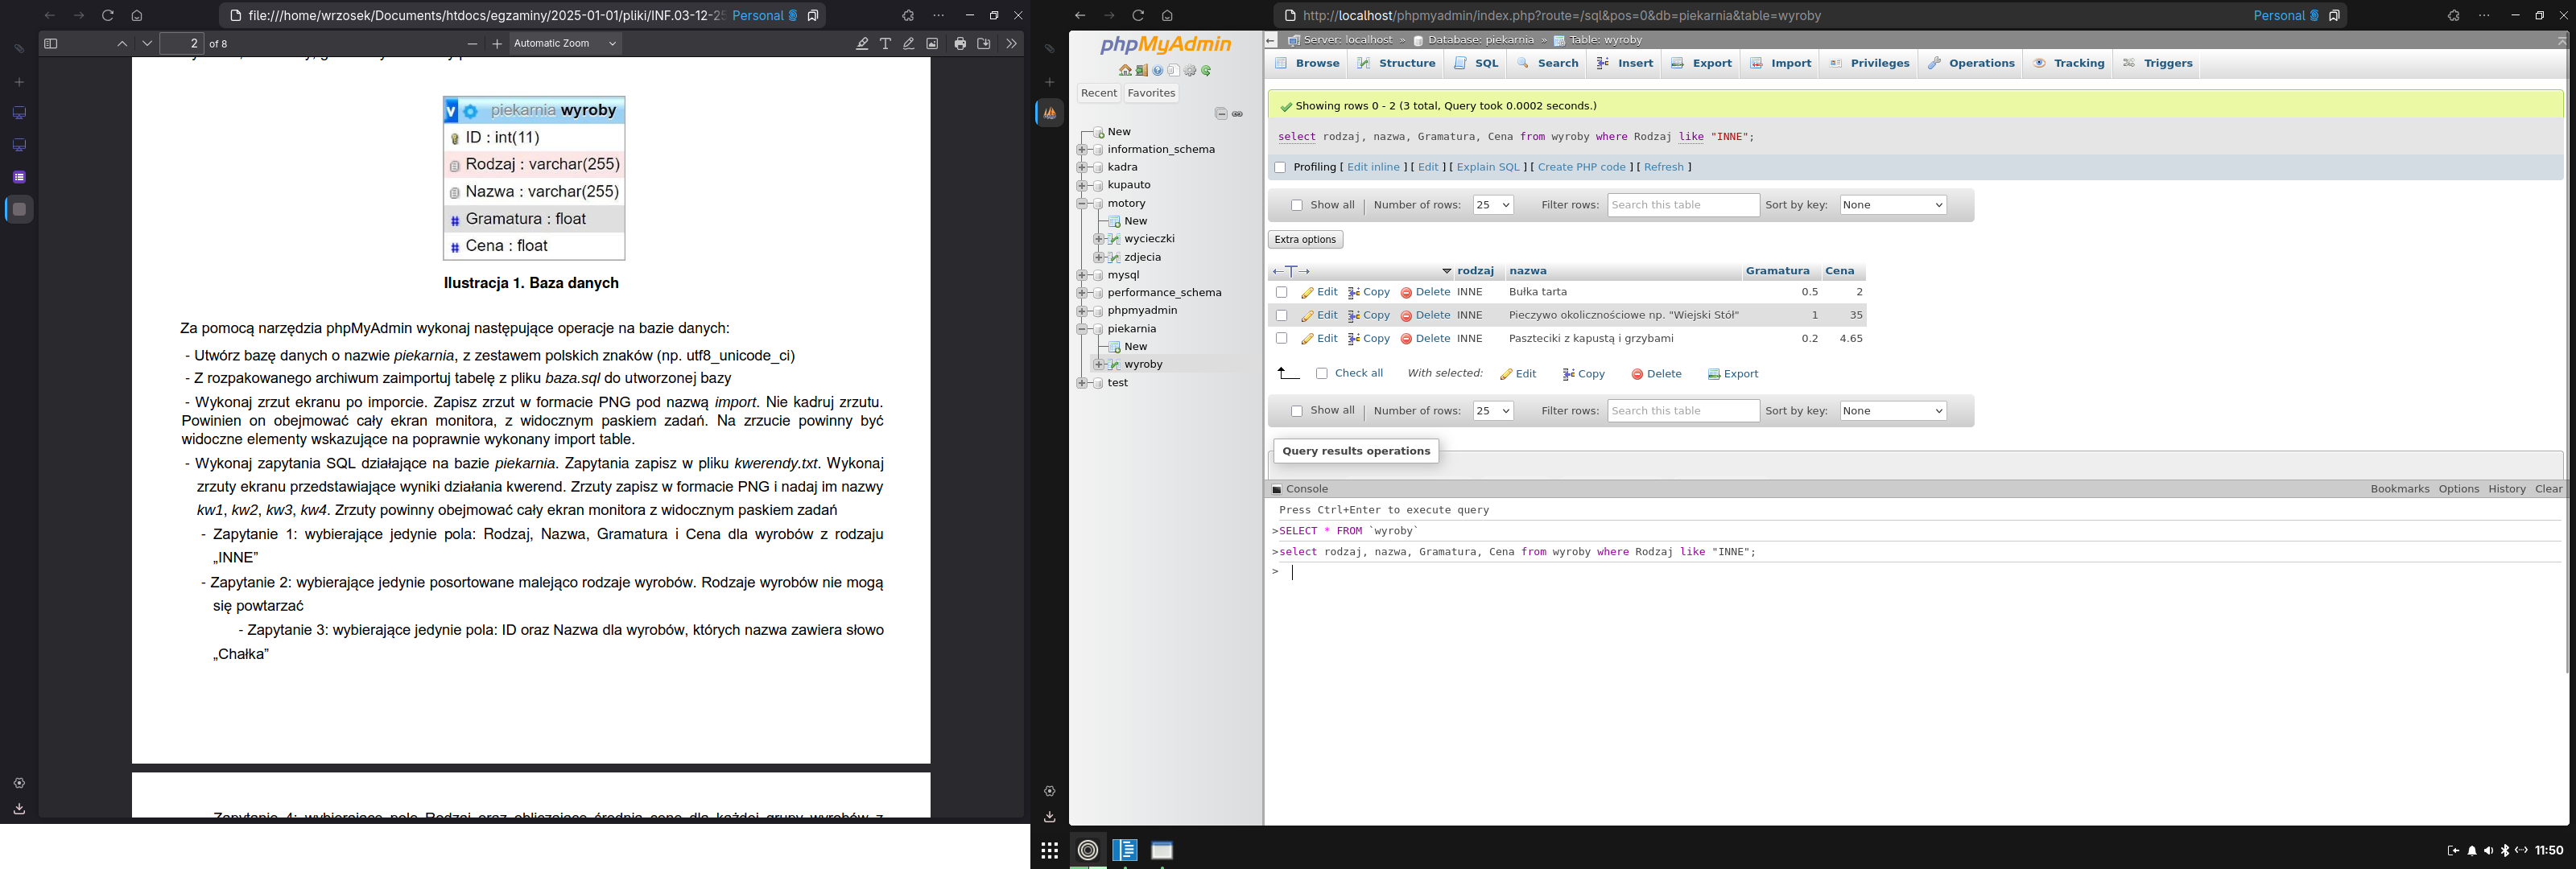 file:///home/wrzosek/Documents/htdocs/egzaminy/2025-01-01/pliki/INF.03-12-25 Personal
2 of 8 Automatic Zoom
piekarnia wyroby
ID : int(11)
Rodzaj : varchar(255)
Nazwa : varchar(255)
# Gramatura : float
# Cena : float
Ilustracja 1. Baza danych
Za pomocą narzędzia phpMyAdmin wykonaj następujące operacje na bazie danych:
- Utwórz bazę danych o nazwie piekarnia, z zestawem polskich znaków (np. utf8_unicode_ci)
- Z rozpakowanego archiwum zaimportuj tabelę z pliku baza.sql do utworzonej bazy
- Wykonaj zrzut ekranu po imporcie. Zapisz zrzut w formacie PNG pod nazwą import. Nie kadruj zrzutu.
Powinien on obejmować cały ekran monitora, z widocznym paskiem zadań. Na zrzucie powinny być
widoczne elementy wskazujące na poprawnie wykonany import table.
- Wykonaj zapytania SQL działające na bazie piekarnia. Zapytania zapisz w pliku kwerendy.txt. Wykonaj
zrzuty ekranu przedstawiające wyniki działania kwerend. Zrzuty zapisz w formacie PNG i nadaj im nazwy
kw1, kw2, kw3, kw4. Zrzuty powinny obejmować cały ekran monitora z widocznym paskiem zadań
- Zapytanie 1: wybierające jedynie pola: Rodzaj, Nazwa, Gramatura i Cena dla wyrobów z rodzaju
„INNE”
- Zapytanie 2: wybierające jedynie posortowane malejąco rodzaje wyrobów. Rodzaje wyrobów nie mogą
się powtarzać
- Zapytanie 3: wybierające jedynie pola: ID oraz Nazwa dla wyrobów, których nazwa zawiera słowo
„Chałka”
Zapytanie 4: wybierające pole Rodzaj oraz obliczające średnią cenę dla każdej grupy wyrobów z
http://localhost/phpmyadmin/index.php?route=/sql&pos=0&db=piekarnia&table=wyroby Personal
phpMyAdmin
Recent Favorites
New
information_schema
kadra
kupauto
motory
New
wycieczki
zdjecia
mysql
performance_schema
phpmyadmin
piekarnia
New
wyroby
test
Server: localhost » Database: piekarnia » Table: wyroby
Browse Structure SQL Search Insert Export Import Privileges Operations Tracking Triggers
Showing rows 0 - 2 (3 total, Query took 0.0002 seconds.)
select rodzaj, nazwa, Gramatura, Cena from wyroby where Rodzaj like "INNE";
Profiling [ Edit inline ] [ Edit ] [ Explain SQL ] [ Create PHP code ] [ Refresh ]
Show all | Number of rows: 25 Filter rows: Search this table Sort by key: None
Extra options
←T→ rodzaj nazwa Gramatura Cena
Edit Copy Delete INNE Bułka tarta 0.5 2
Edit Copy Delete INNE Pieczywo okolicznościowe np. "Wiejski Stół" 1 35
Edit Copy Delete INNE Paszteciki z kapustą i grzybami 0.2 4.65
Check all With selected: Edit Copy Delete Export
Show all | Number of rows: 25 Filter rows: Search this table Sort by key: None
Query results operations
Console Bookmarks Options History Clear
Press Ctrl+Enter to execute query
>SELECT * FROM `wyroby`
>select rodzaj, nazwa, Gramatura, Cena from wyroby where Rodzaj like "INNE";
>
11:50